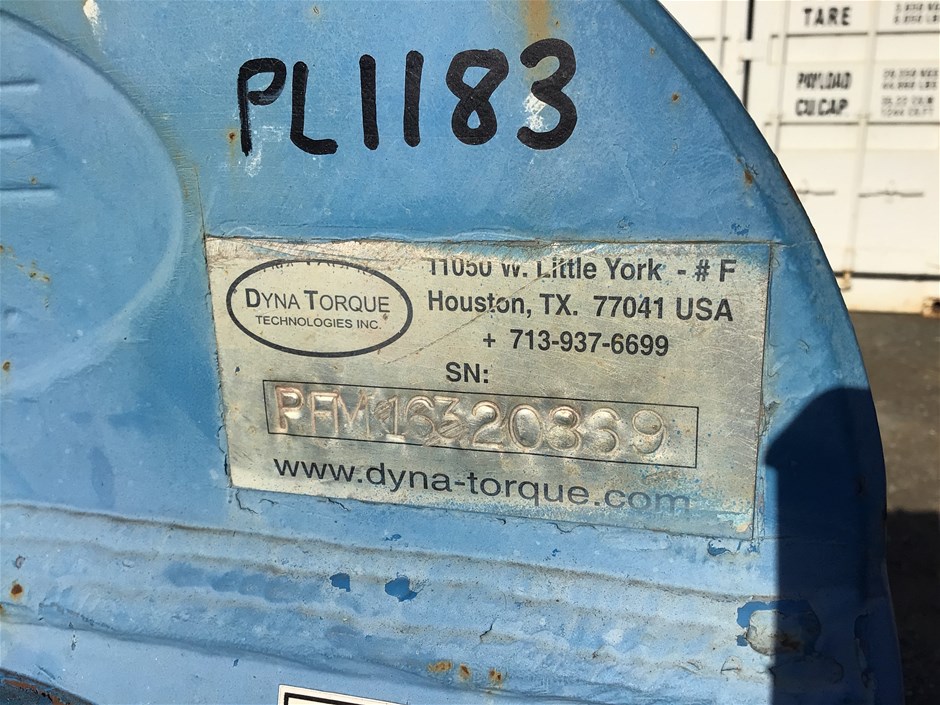 PL1183
TARE
PAYLOAD
CU.CAP.
DYNA TORQUE
TECHNOLOGIES INC.
11050 W. Little York - # F
Houston, TX. 77041 USA
+ 713-937-6699
SN:
www.dyna-torque.com